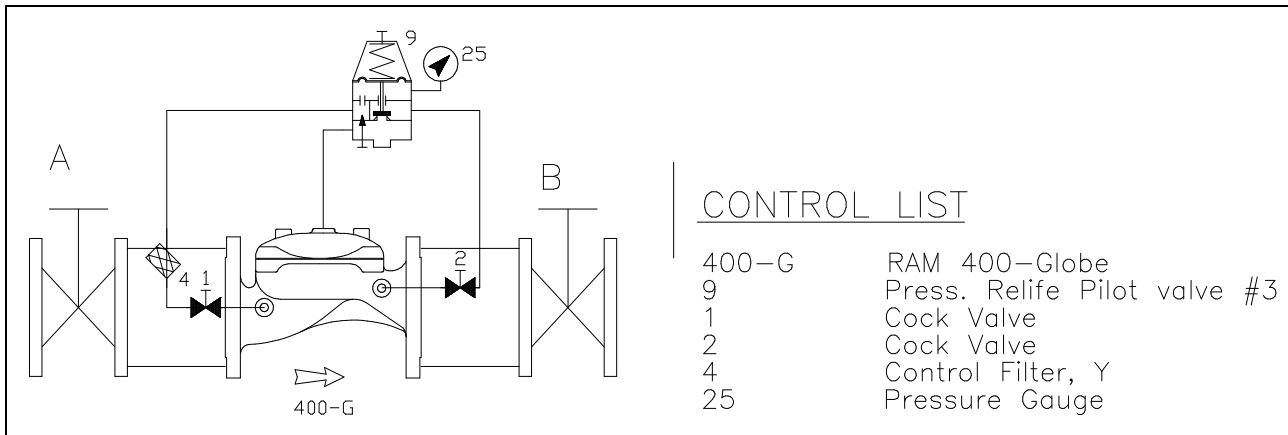 9
25
A
B
4
1
2
400-G
CONTROL LIST
400-G RAM 400-Globe
9 Press. Relife Pilot valve #3
1 Cock Valve
2 Cock Valve
4 Control Filter, Y
25 Pressure Gauge